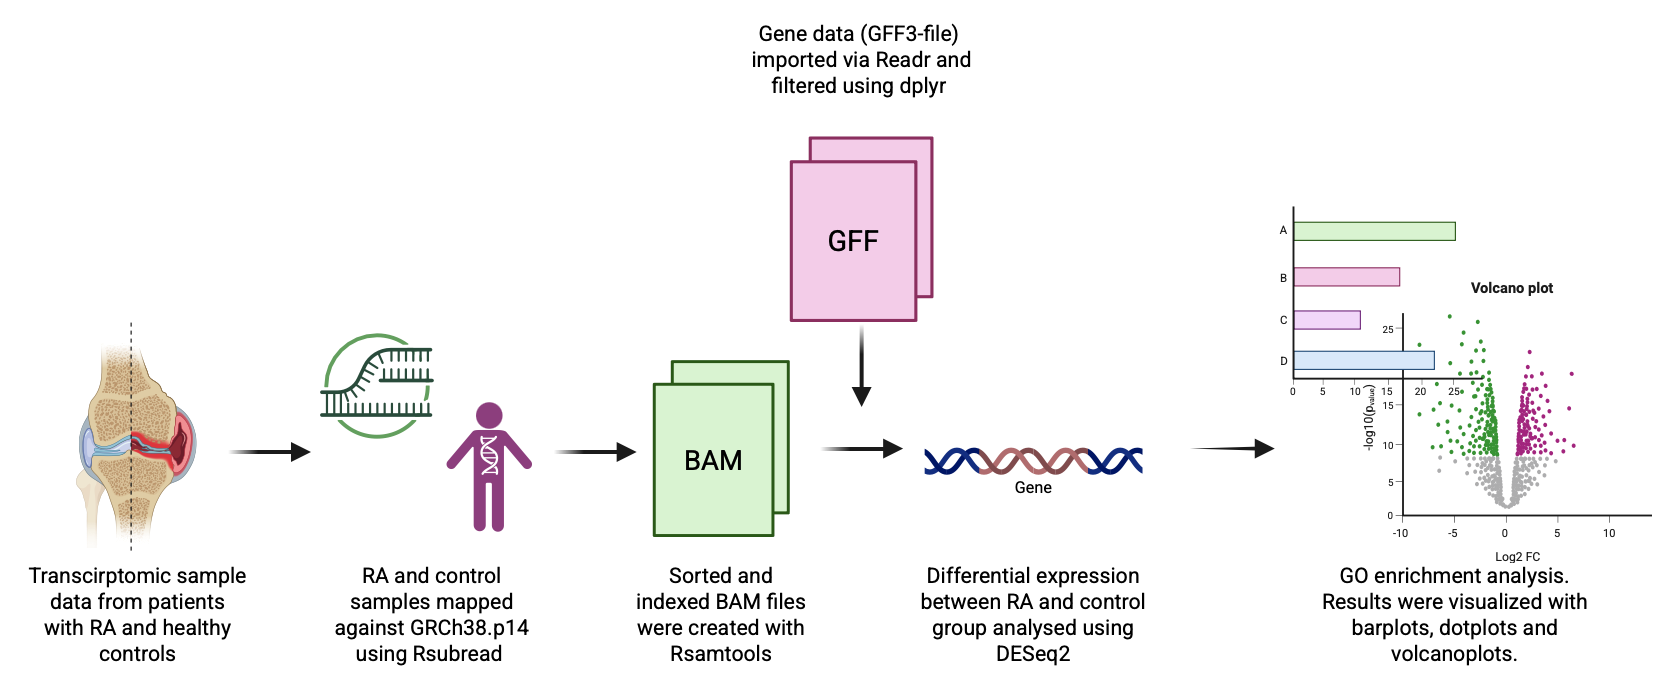 Gene data (GFF3-file)
imported via Readr and
filtered using dplyr
GFF
BAM
Gene
A
B
C
D
0 5 10 15 20 25
Volcano plot
25
15
10
5
0
-log10(pvalue)
-10 -5 0 5 10
Log2 FC
Transcirptomic sample
data from patients
with RA and healthy
controls
RA and control
samples mapped
against GRCh38.p14
using Rsubread
Sorted and
indexed BAM files
were created with
Rsamtools
Differential expression
between RA and control
group analysed using
DESeq2
GO enrichment analysis.
Results were visualized with
barplots, dotplots and
volcanoplots.